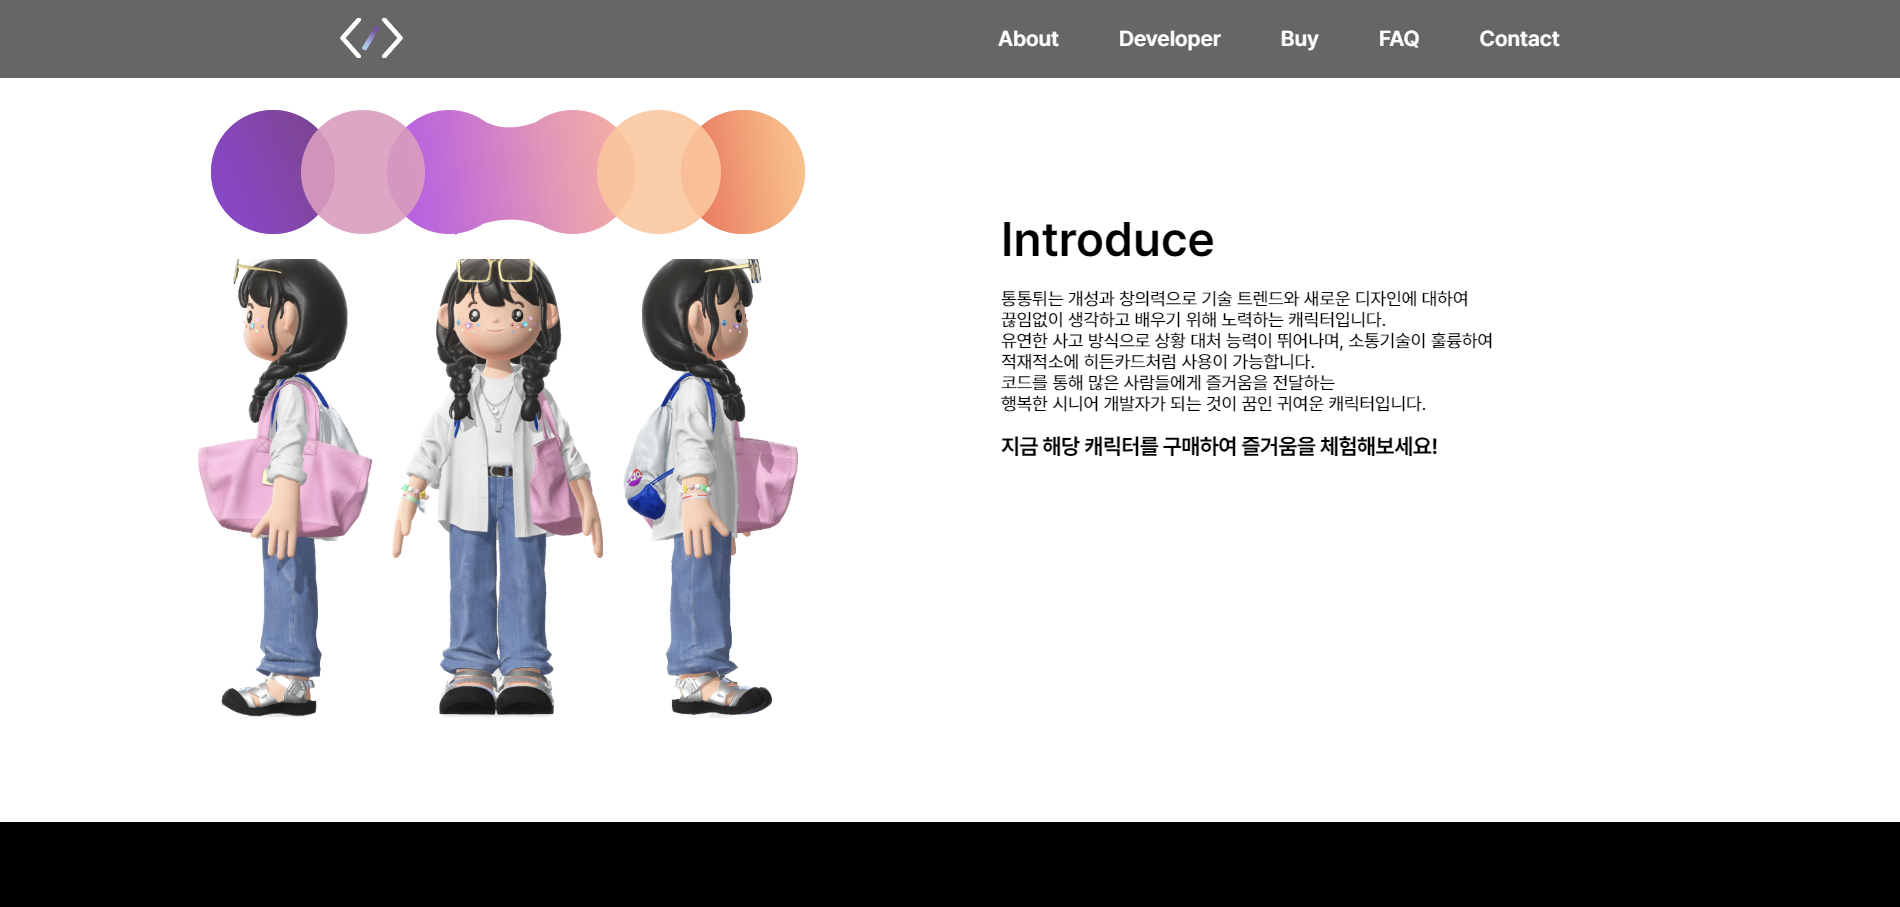 About Developer Buy FAQ Contact
Introduce
통통튀는 개성과 창의력으로 기술 트렌드와 새로운 디자인에 대하여
끊임없이 생각하고 배우기 위해 노력하는 캐릭터입니다.
유연한 사고 방식으로 상황 대처 능력이 뛰어나며, 소통기술이 훌륭하여
적재적소에 히든카드처럼 사용이 가능합니다.
코드를 통해 많은 사람들에게 즐거움을 전달하는
행복한 시니어 개발자가 되는 것이 꿈인 귀여운 캐릭터입니다.
지금 해당 캐릭터를 구매하여 즐거움을 체험해보세요!